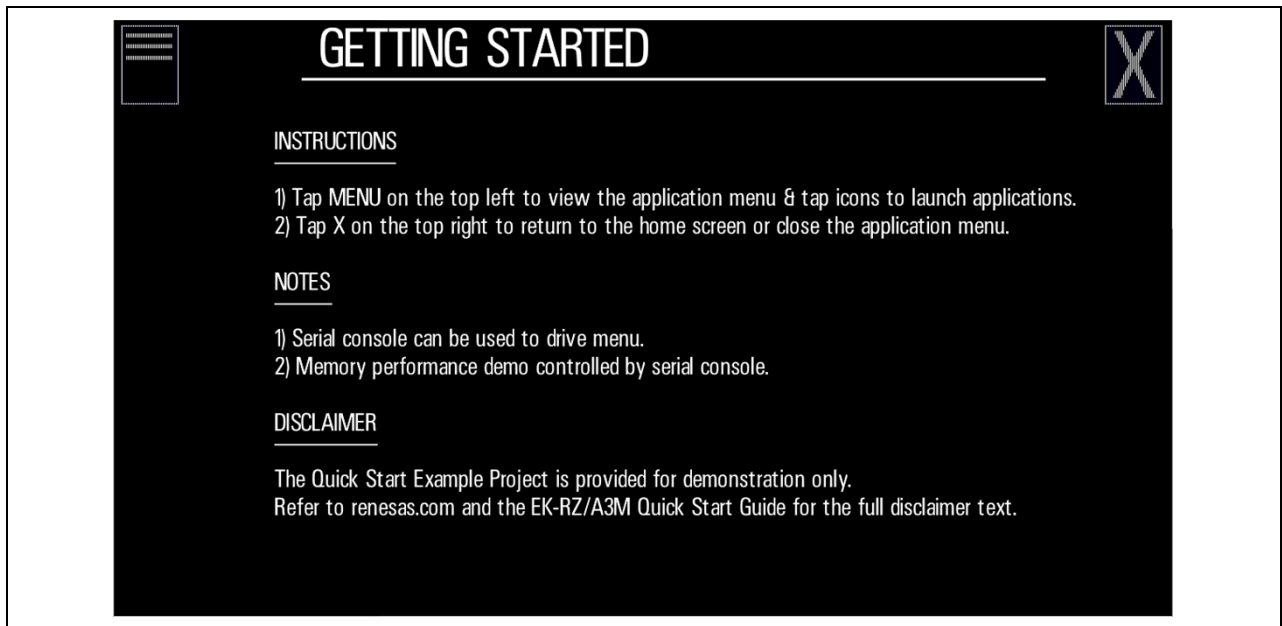 GETTING STARTED
X
INSTRUCTIONS
1) Tap MENU on the top left to view the application menu & tap icons to launch applications.
2) Tap X on the top right to return to the home screen or close the application menu.
NOTES
1) Serial console can be used to drive menu.
2) Memory performance demo controlled by serial console.
DISCLAIMER
The Quick Start Example Project is provided for demonstration only.
Refer to renesas.com and the EK-RZ/A3M Quick Start Guide for the full disclaimer text.